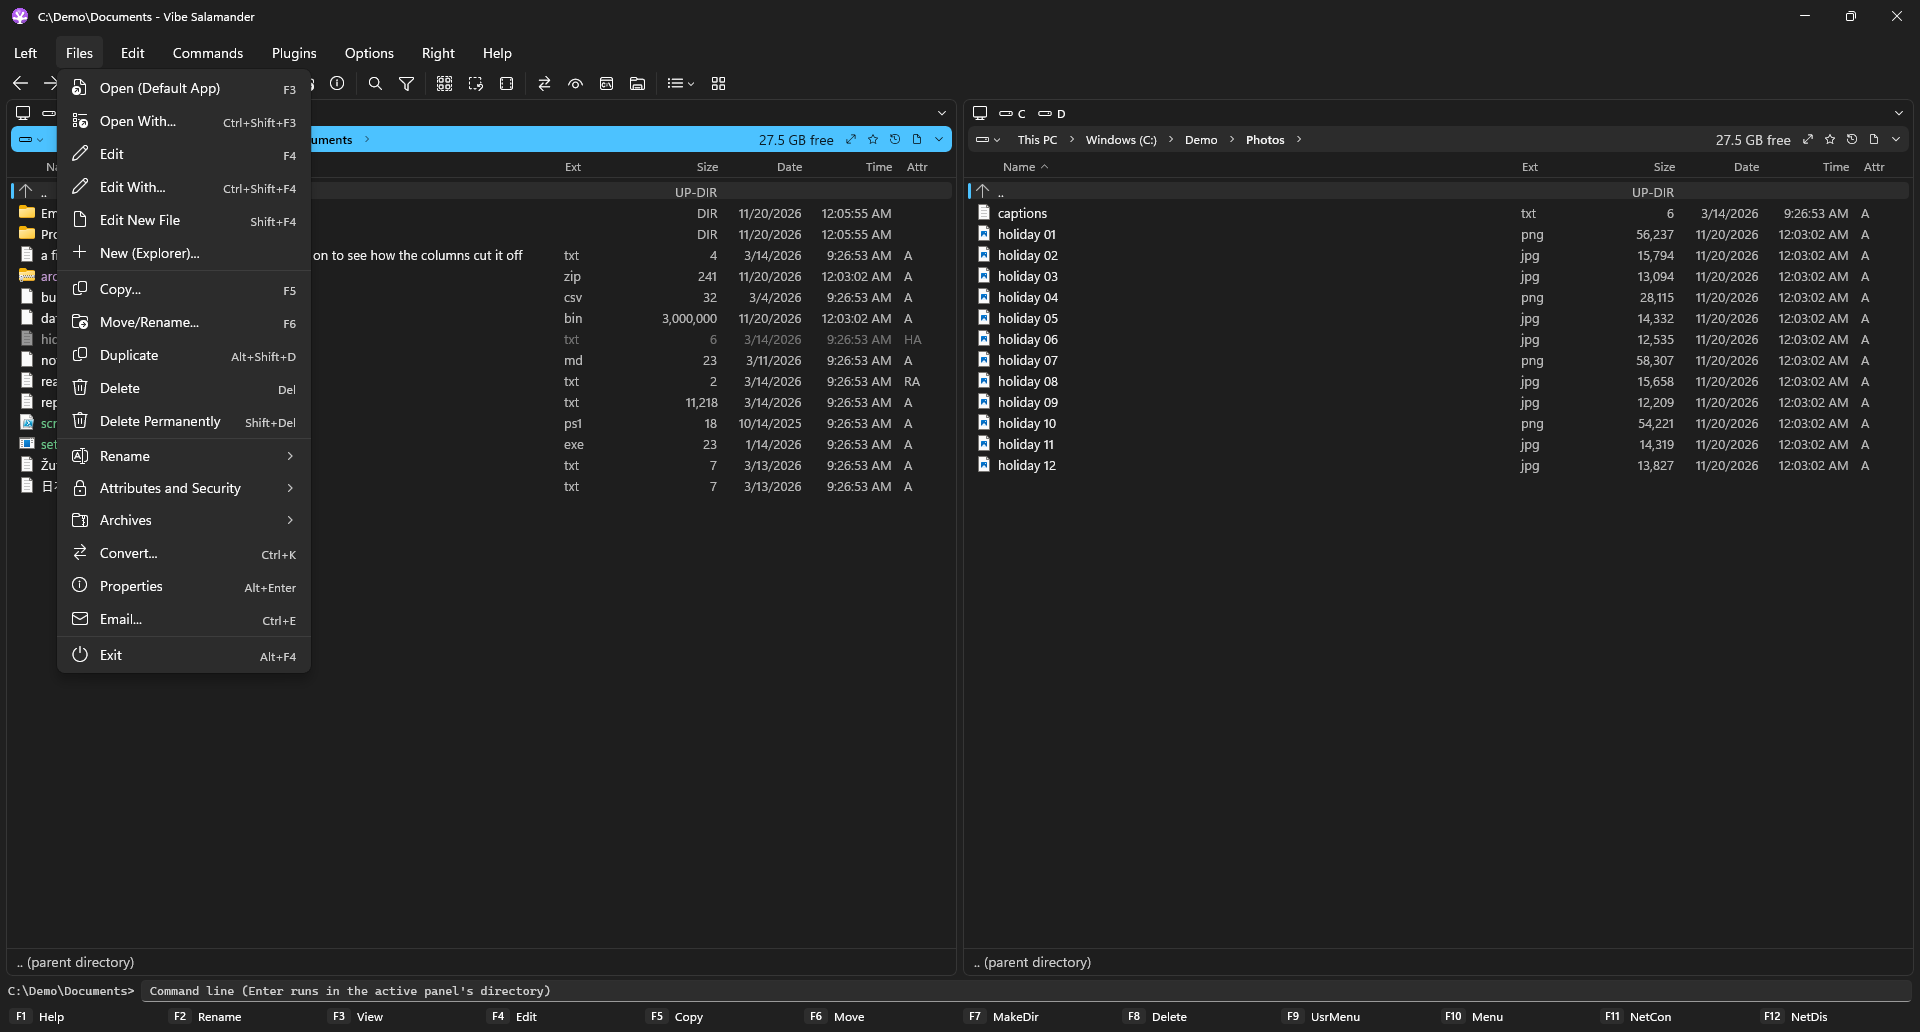 C:\Demo\Documents - Vibe Salamander
Left Files Edit Commands Plugins Options Right Help
Open (Default App) F3
Open With... Ctrl+Shift+F3
Edit F4
Edit With... Ctrl+Shift+F4
Edit New File Shift+F4
New (Explorer)...
Copy... F5
Move/Rename... F6
Duplicate Alt+Shift+D
Delete Del
Delete Permanently Shift+Del
Rename
Attributes and Security
Archives
Convert... Ctrl+K
Properties Alt+Enter
Email... Ctrl+E
Exit Alt+F4
27.5 GB free
Ext Size Date Time Attr
.. UP-DIR
DIR 11/20/2026 12:05:55 AM
DIR 11/20/2026 12:05:55 AM
on to see how the columns cut it off txt 4 3/14/2026 9:26:53 AM A
zip 241 11/20/2026 12:03:02 AM A
csv 32 3/4/2026 9:26:53 AM A
bin 3,000,000 11/20/2026 12:03:02 AM A
txt 6 3/14/2026 9:26:53 AM HA
md 23 3/11/2026 9:26:53 AM A
txt 2 3/14/2026 9:26:53 AM RA
txt 11,218 3/14/2026 9:26:53 AM A
ps1 18 10/14/2025 9:26:53 AM A
exe 23 1/14/2026 9:26:53 AM A
txt 7 3/13/2026 9:26:53 AM A
txt 7 3/13/2026 9:26:53 AM A
.. (parent directory)
C D
This PC > Windows (C:) > Demo > Photos > 27.5 GB free
Name Ext Size Date Time Attr
.. UP-DIR
captions txt 6 3/14/2026 9:26:53 AM A
holiday 01 png 56,237 11/20/2026 12:03:02 AM A
holiday 02 jpg 15,794 11/20/2026 12:03:02 AM A
holiday 03 jpg 13,094 11/20/2026 12:03:02 AM A
holiday 04 png 28,115 11/20/2026 12:03:02 AM A
holiday 05 jpg 14,332 11/20/2026 12:03:02 AM A
holiday 06 jpg 12,535 11/20/2026 12:03:02 AM A
holiday 07 png 58,307 11/20/2026 12:03:02 AM A
holiday 08 jpg 15,658 11/20/2026 12:03:02 AM A
holiday 09 jpg 12,209 11/20/2026 12:03:02 AM A
holiday 10 png 54,221 11/20/2026 12:03:02 AM A
holiday 11 jpg 14,319 11/20/2026 12:03:02 AM A
holiday 12 jpg 13,827 11/20/2026 12:03:02 AM A
.. (parent directory)
C:\Demo\Documents> Command line (Enter runs in the active panel's directory)
F1 Help F2 Rename F3 View F4 Edit F5 Copy F6 Move F7 MakeDir F8 Delete F9 UsrMenu F10 Menu F11 NetCon F12 NetDis